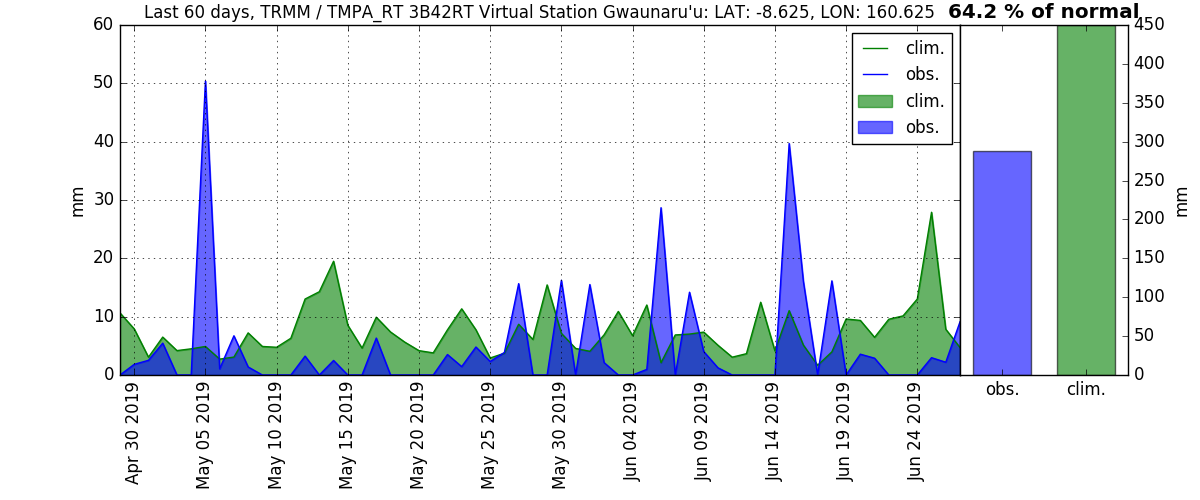 Last 60 days, TRMM / TMPA_RT 3B42RT Virtual Station Gwaunaru'u: LAT: -8.625, LON: 160.625 64.2 % of normal
60
50
40
30
20
10
0
mm
clim.
obs.
clim.
obs.
450
400
350
300
250
200
150
100
50
0
mm
Apr 30 2019
May 05 2019
May 10 2019
May 15 2019
May 20 2019
May 25 2019
May 30 2019
Jun 04 2019
Jun 09 2019
Jun 14 2019
Jun 19 2019
Jun 24 2019
obs.
clim.